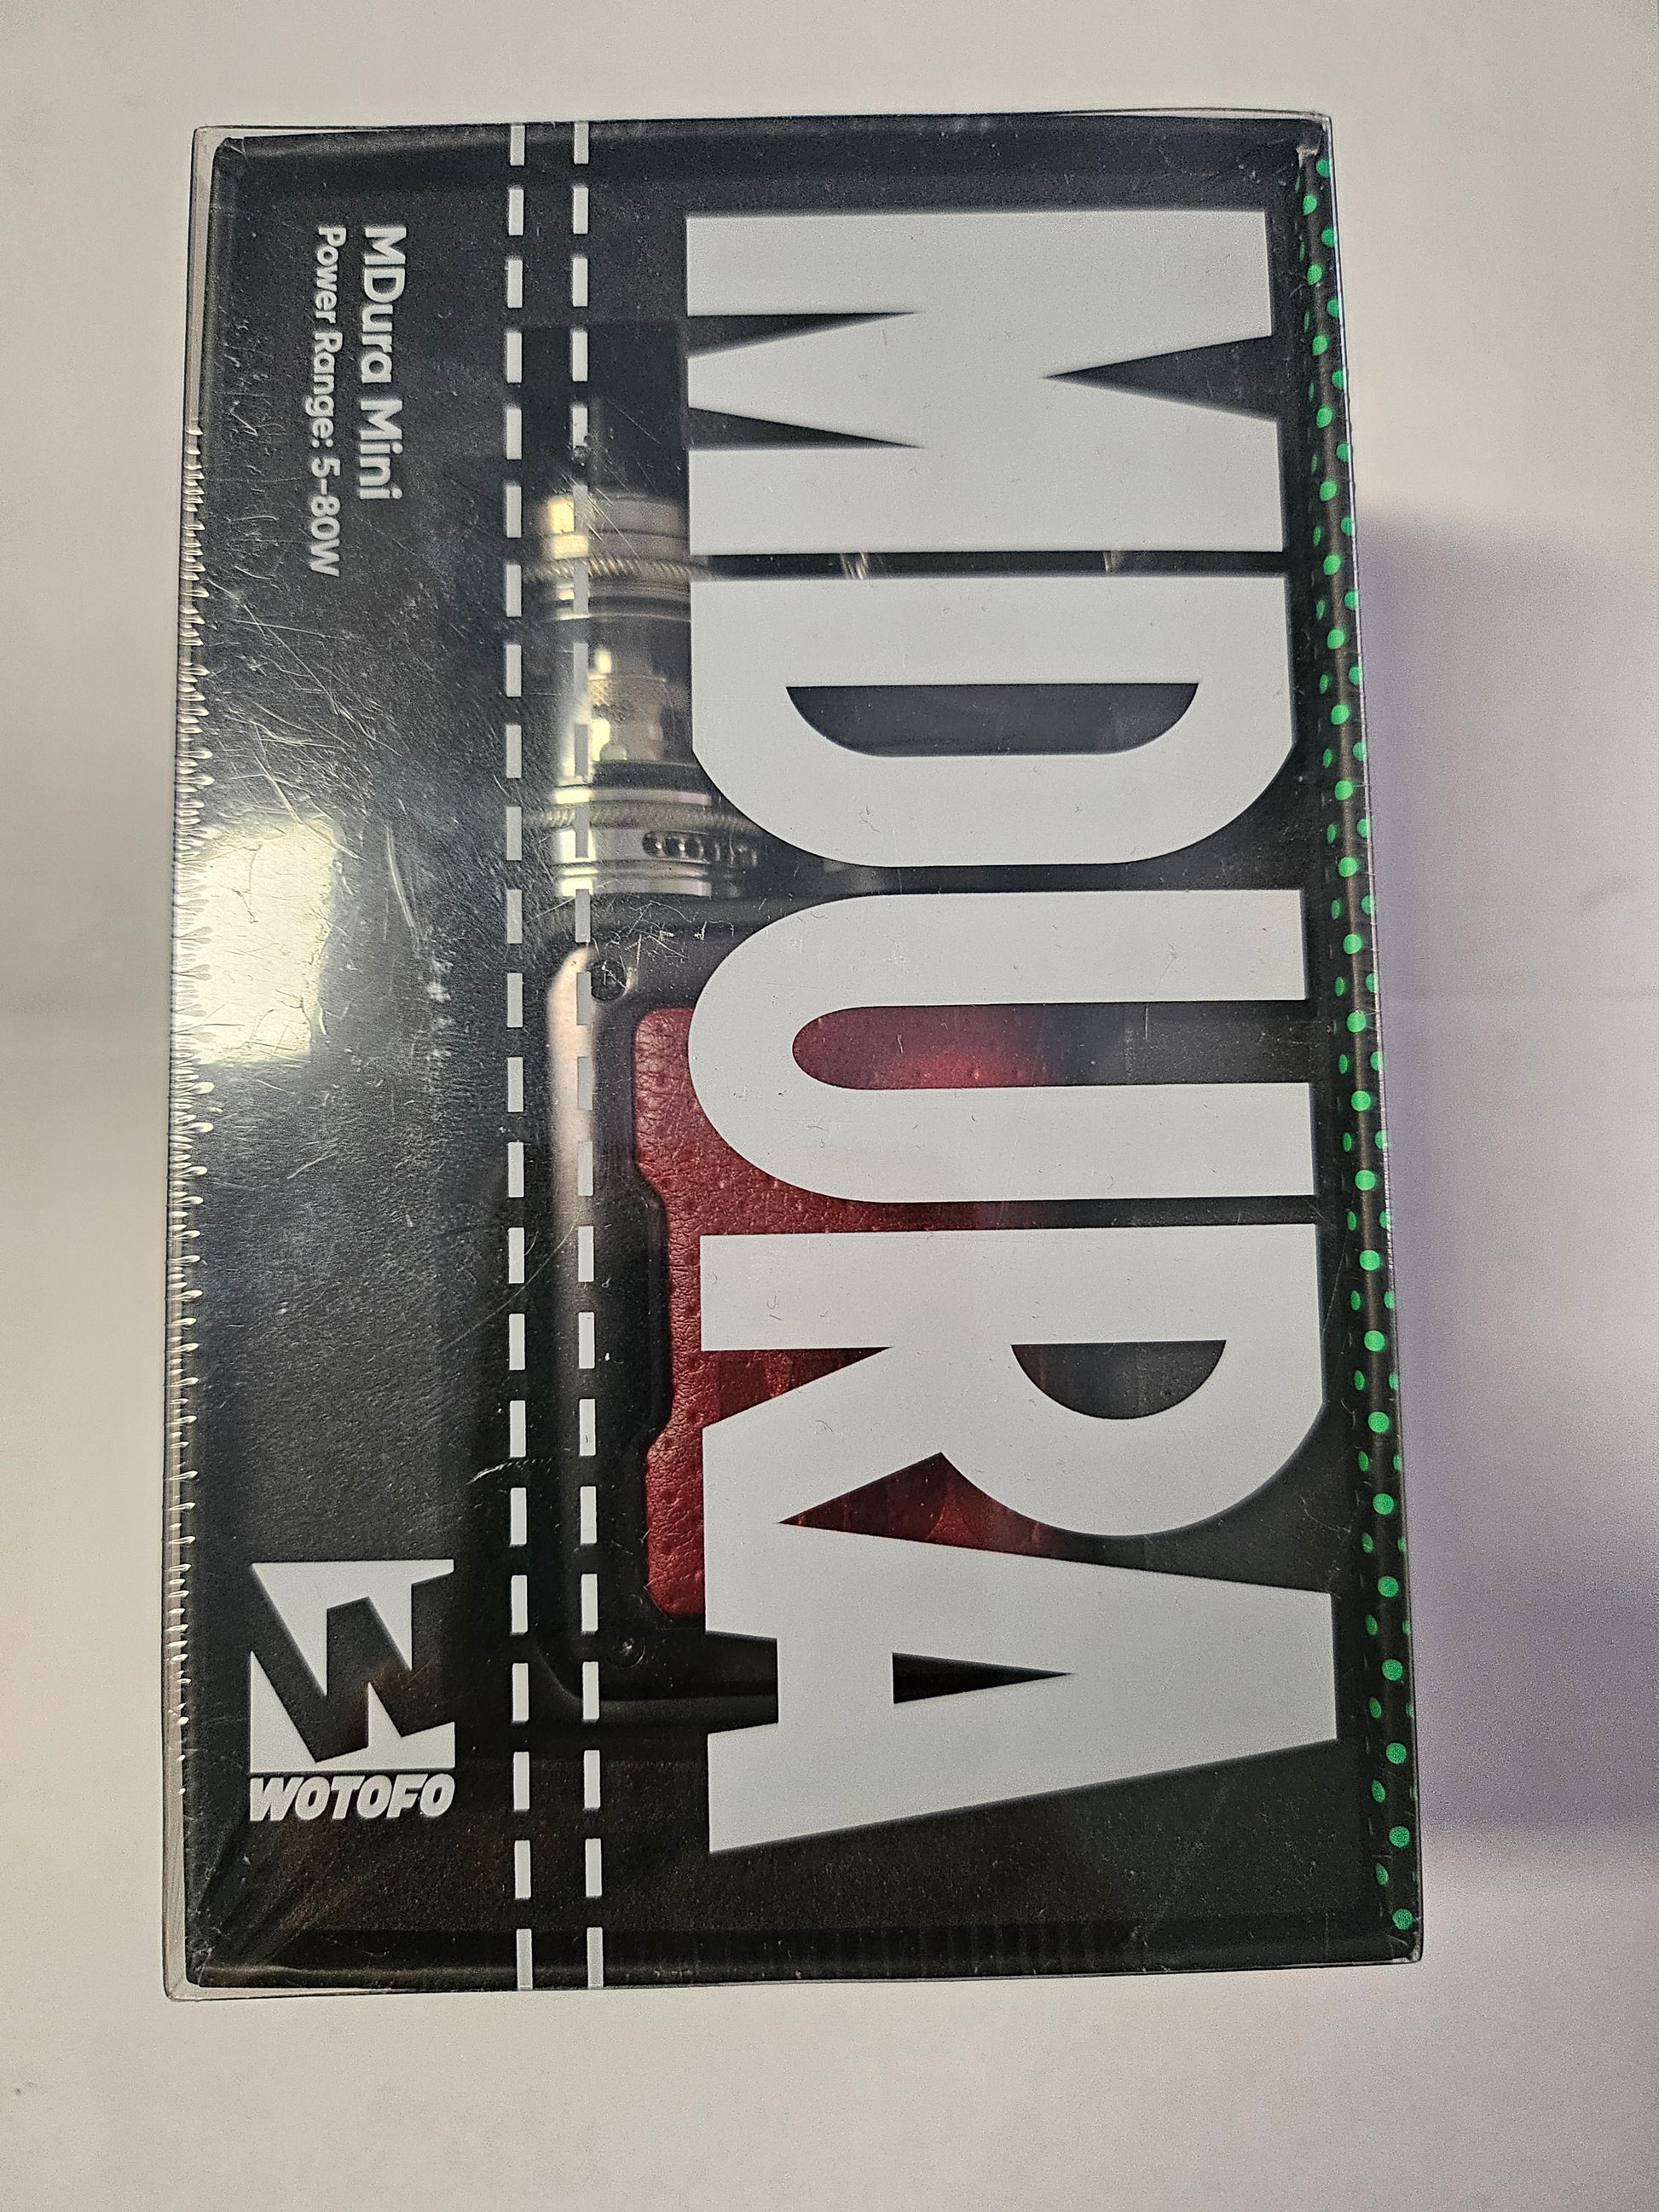 MDURA
MDura Mini
Power Range: 5-80W
WOTOFO